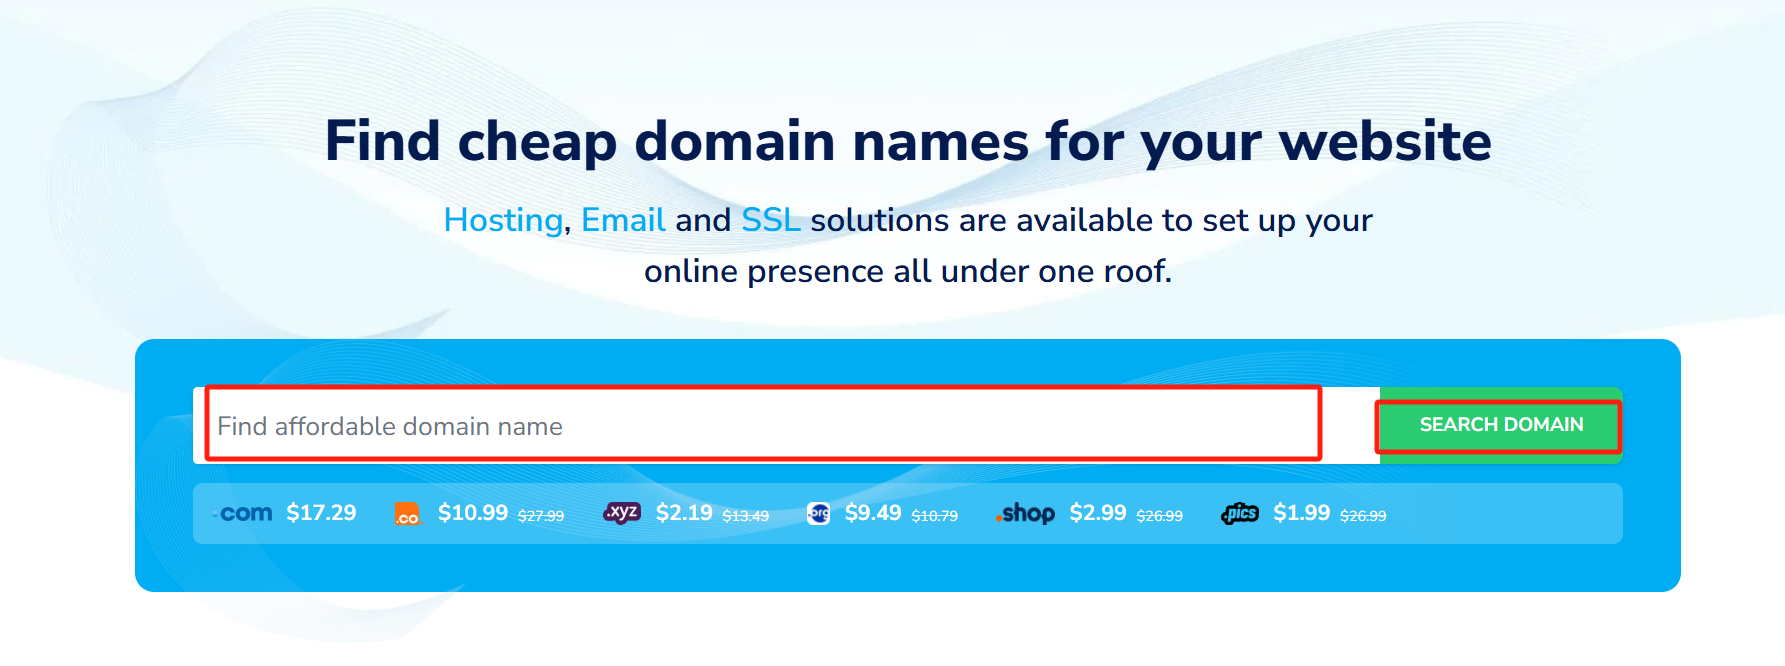 Find cheap domain names for your website
Hosting, Email and SSL solutions are available to set up your
online presence all under one roof.
Find affordable domain name
SEARCH DOMAIN
.com $17.29 .co $10.99 $27.99 .xyz $2.19 $13.49 .org $9.49 $10.79 .shop $2.99 $26.99 .pics $1.99 $26.99